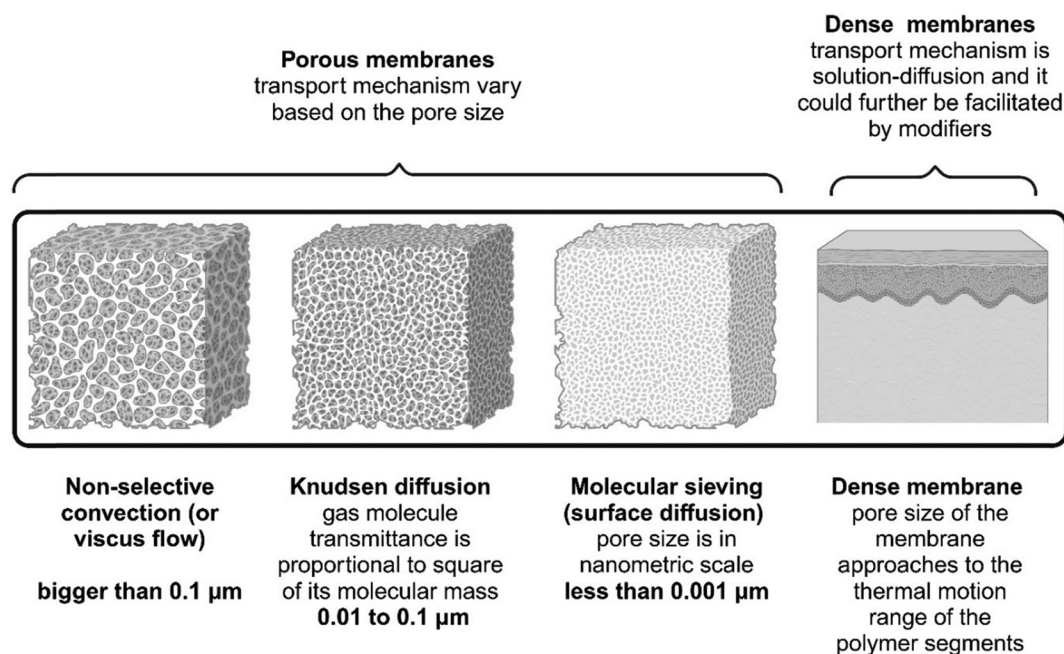 Porous membranes
transport mechanism vary
based on the pore size
Dense membranes
transport mechanism is
solution-diffusion and it
could further be facilitated
by modifiers
Non-selective
convection (or
viscus flow)
bigger than 0.1 µm
Knudsen diffusion
gas molecule
transmittance is
proportional to square
of its molecular mass
0.01 to 0.1 µm
Molecular sieving
(surface diffusion)
pore size is in
nanometric scale
less than 0.001 µm
Dense membrane
pore size of the
membrane
approaches to the
thermal motion
range of the
polymer segments